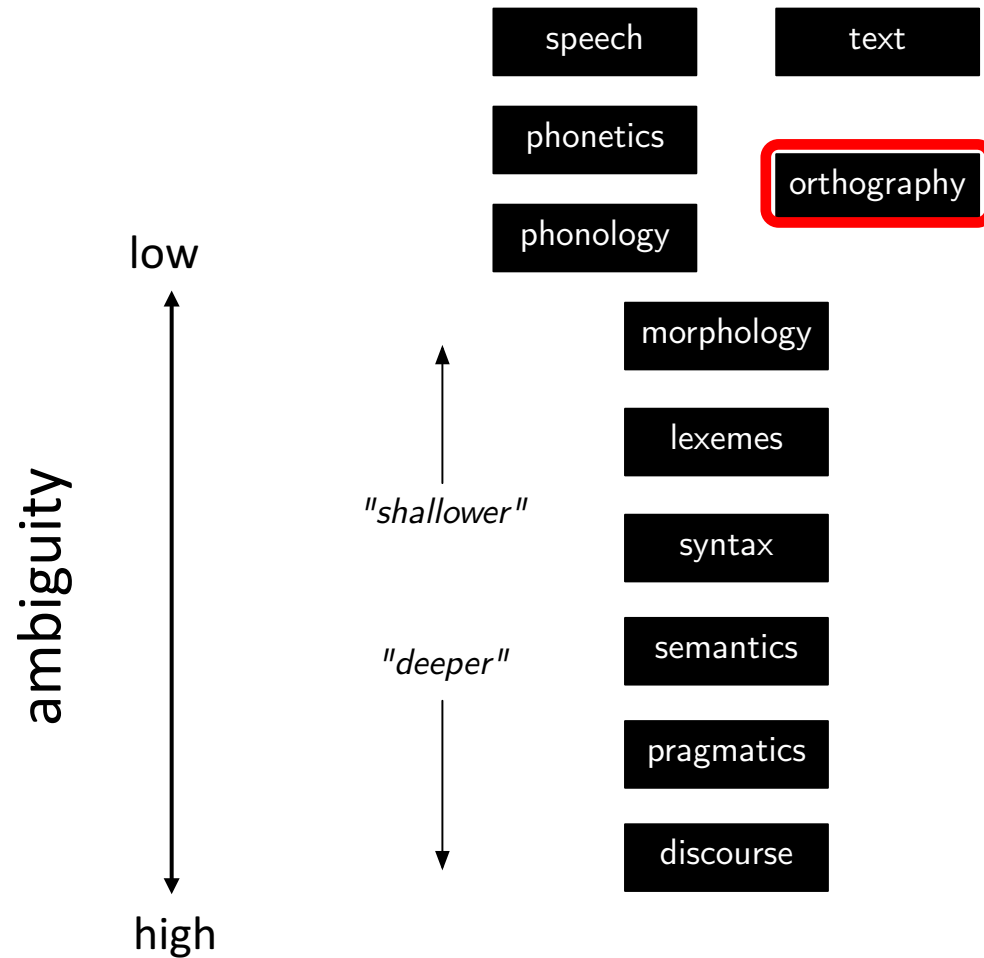 speech
text
phonetics
orthography
phonology
low
morphology
lexemes
"shallower"
syntax
ambiguity
semantics
"deeper"
pragmatics
discourse
high